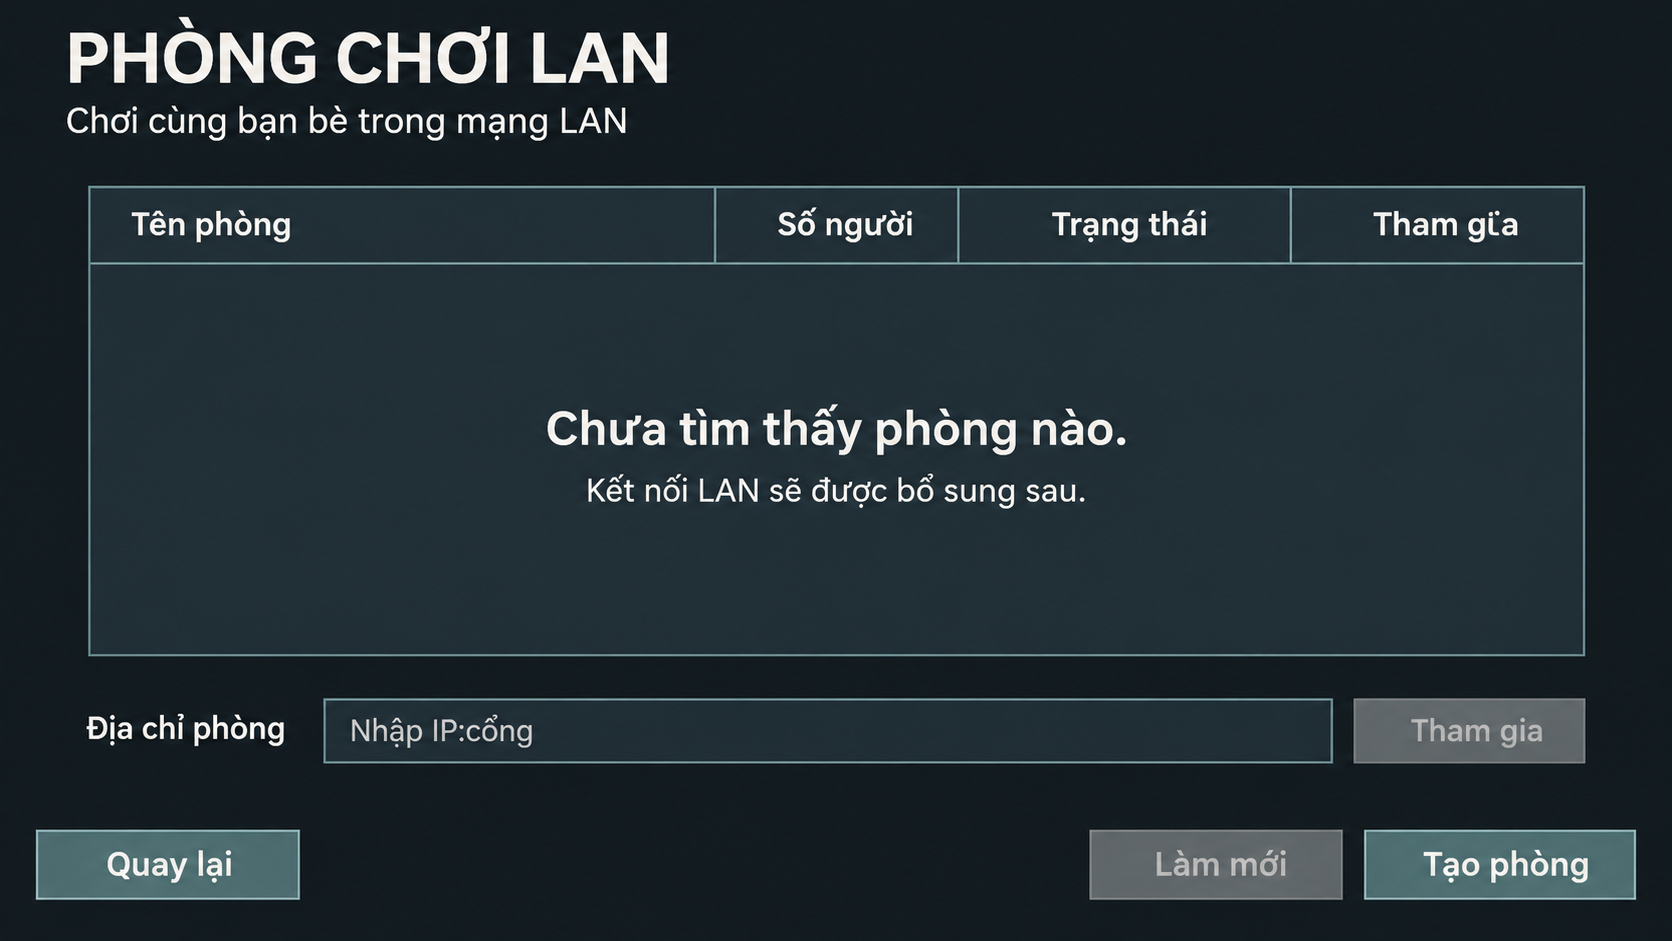 PHÒNG CHƠI LAN
Chơi cùng bạn bè trong mạng LAN
Tên phòng
Số người
Trạng thái
Tham gia
Chưa tìm thấy phòng nào.
Kết nối LAN sẽ được bổ sung sau.
Địa chỉ phòng
Nhập IP:cổng
Tham gia
Quay lại
Làm mới
Tạo phòng